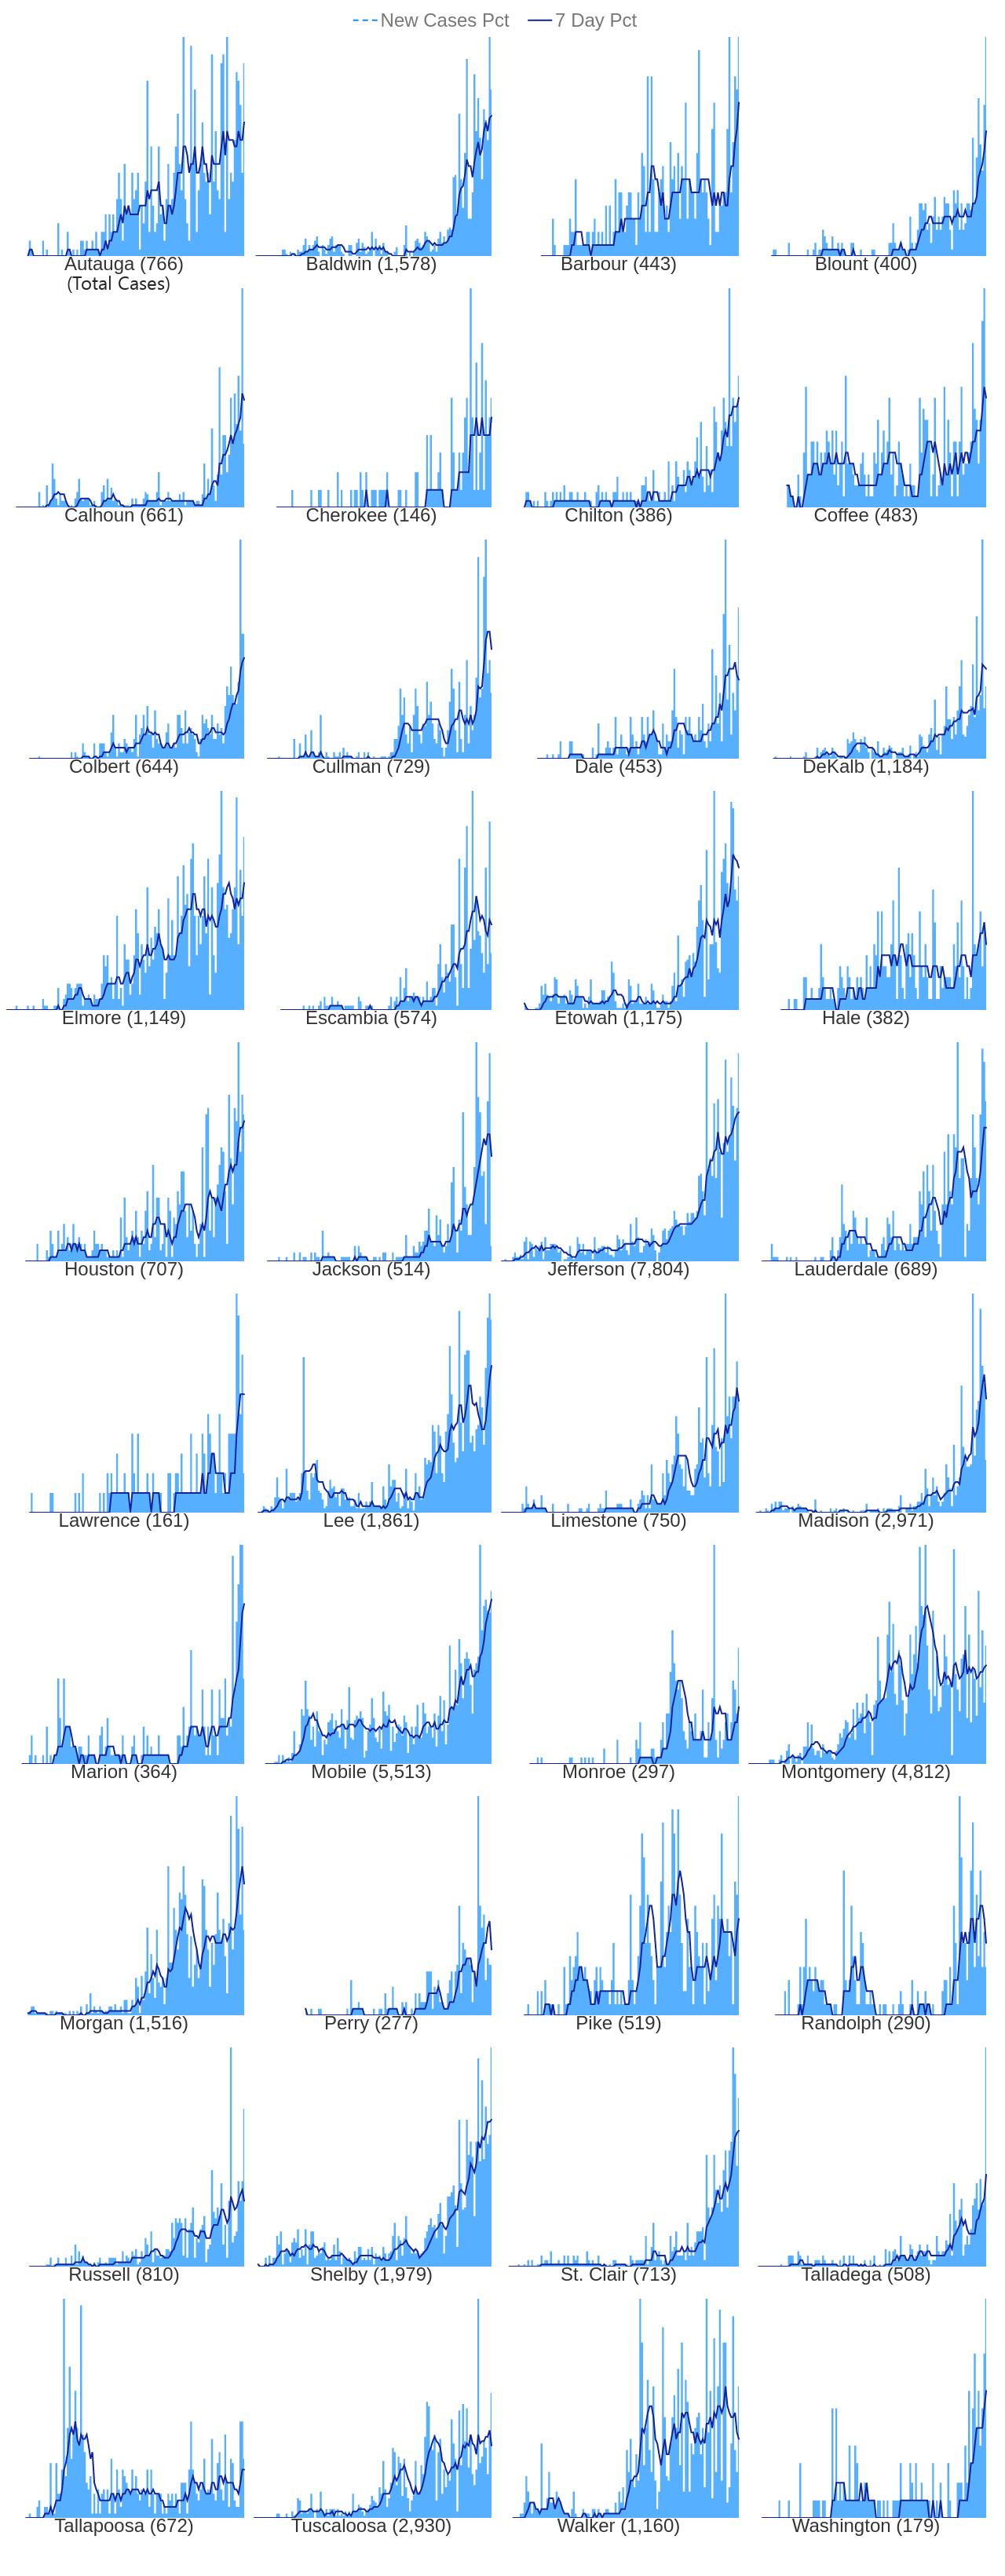 New Cases Pct 7 Day Pct
Autauga (766) Baldwin (1,578) Barbour (443) Blount (400)
(Total Cases)
Calhoun (661) Cherokee (146) Chilton (386) Coffee (483)
Colbert (644) Cullman (729) Dale (453) DeKalb (1,184)
Elmore (1,149) Escambia (574) Etowah (1,175) Hale (382)
Houston (707) Jackson (514) Jefferson (7,804) Lauderdale (689)
Lawrence (161) Lee (1,861) Limestone (750) Madison (2,971)
Marion (364) Mobile (5,513) Monroe (297) Montgomery (4,812)
Morgan (1,516) Perry (277) Pike (519) Randolph (290)
Russell (810) Shelby (1,979) St. Clair (713) Talladega (508)
Tallapoosa (672) Tuscaloosa (2,930) Walker (1,160) Washington (179)